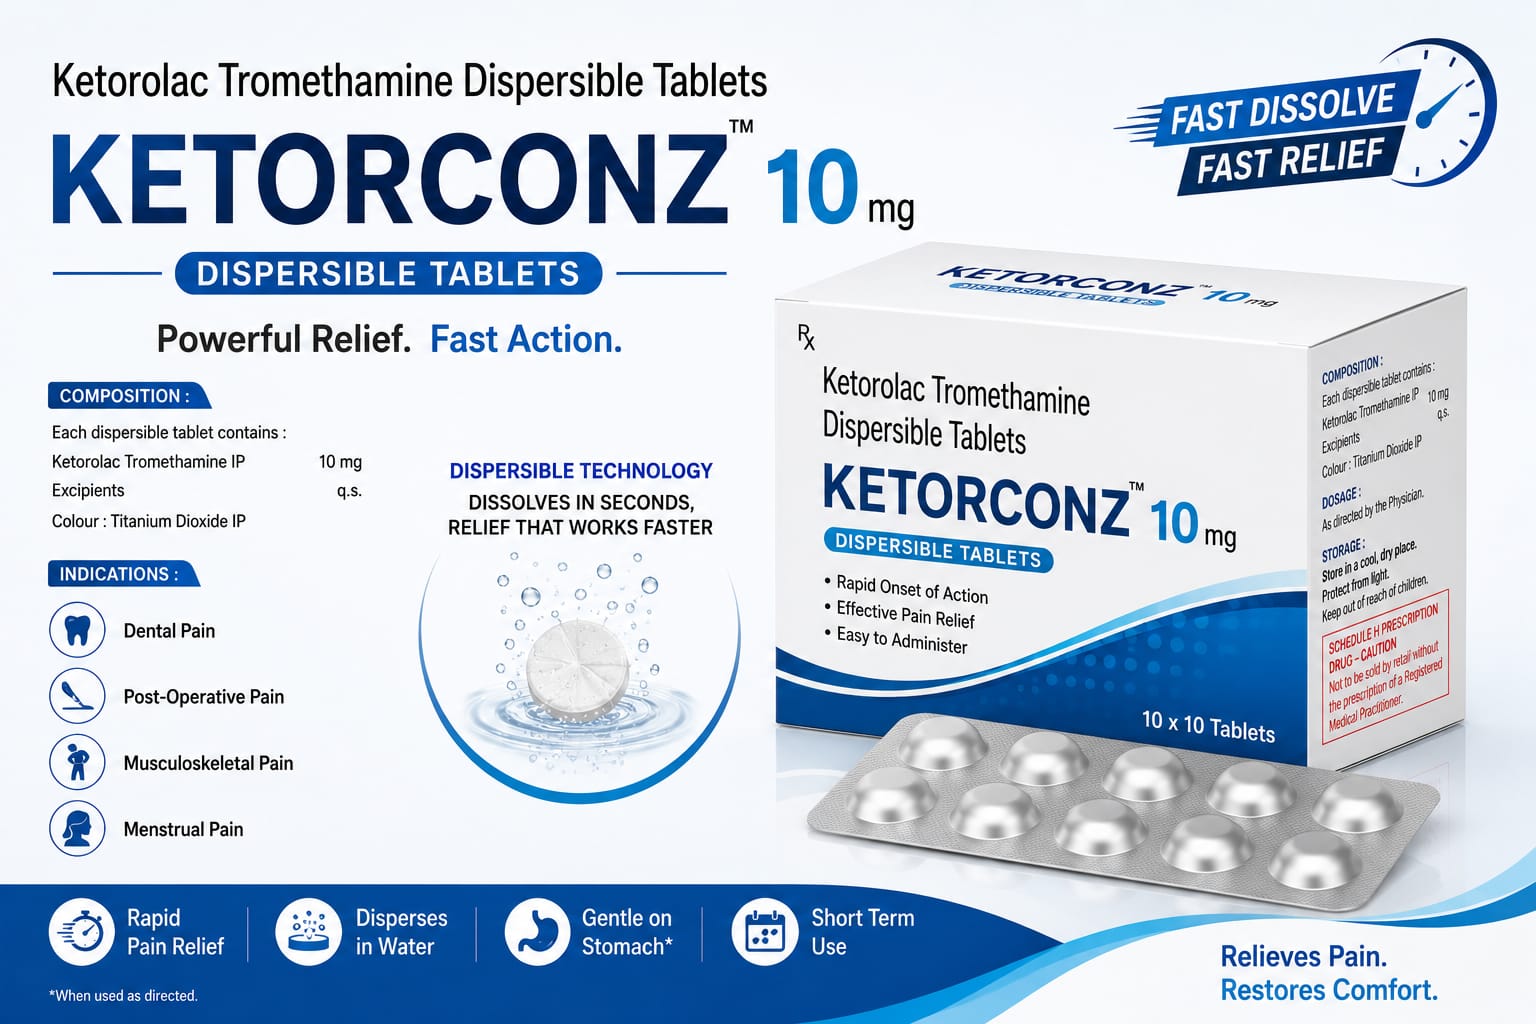 Ketorolac Tromethamine Dispersible Tablets
KETORCONZ™ 10 mg
DISPERSIBLE TABLETS
Powerful Relief. Fast Action.
FAST DISSOLVE
FAST RELIEF
COMPOSITION :
Each dispersible tablet contains :
Ketorolac Tromethamine IP 10 mg
Excipients q.s.
Colour : Titanium Dioxide IP
INDICATIONS :
Dental Pain
Post-Operative Pain
Musculoskeletal Pain
Menstrual Pain
DISPERSIBLE TECHNOLOGY
DISSOLVES IN SECONDS,
RELIEF THAT WORKS FASTER
KETORCONZ™ 10 mg
DISPERSIBLE TABLETS
Rx
Ketorolac Tromethamine
Dispersible Tablets
KETORCONZ™ 10 mg
DISPERSIBLE TABLETS
• Rapid Onset of Action
• Effective Pain Relief
• Easy to Administer
10 x 10 Tablets
COMPOSITION :
Each dispersible tablet contains :
Ketorolac Tromethamine IP 10 mg
Excipients q.s.
Colour : Titanium Dioxide IP
DOSAGE :
As directed by the Physician.
STORAGE :
Store in a cool, dry place.
Protect from light.
Keep out of reach of children.
SCHEDULE H PRESCRIPTION
DRUG – CAUTION
Not to be sold by retail without
the prescription of a Registered
Medical Practitioner.
Rapid
Pain Relief
Disperses
in Water
Gentle on
Stomach*
Short Term
Use
*When used as directed.
Relieves Pain.
Restores Comfort.